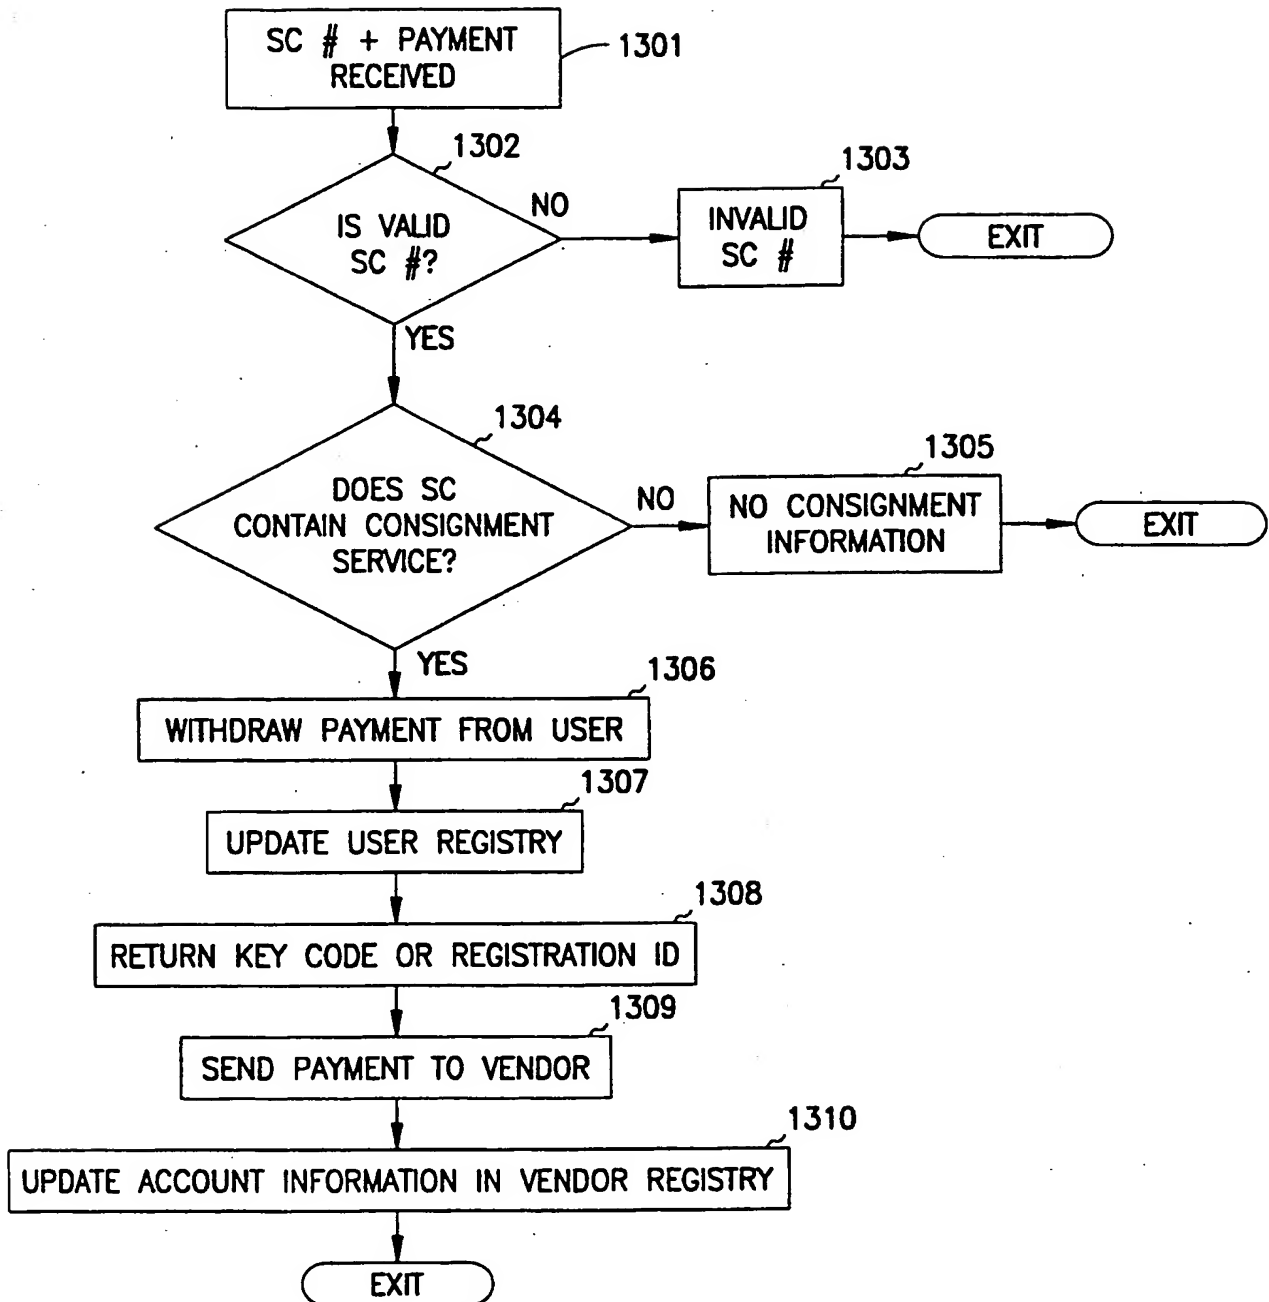 SC # + PAYMENT
RECEIVED
1301
1302
IS VALID
SC #?
NO
1303
INVALID
SC #
EXIT
YES
1304
DOES SC
CONTAIN CONSIGNMENT
SERVICE?
NO
1305
NO CONSIGNMENT
INFORMATION
EXIT
YES
1306
WITHDRAW PAYMENT FROM USER
1307
UPDATE USER REGISTRY
1308
RETURN KEY CODE OR REGISTRATION ID
1309
SEND PAYMENT TO VENDOR
1310
UPDATE ACCOUNT INFORMATION IN VENDOR REGISTRY
EXIT